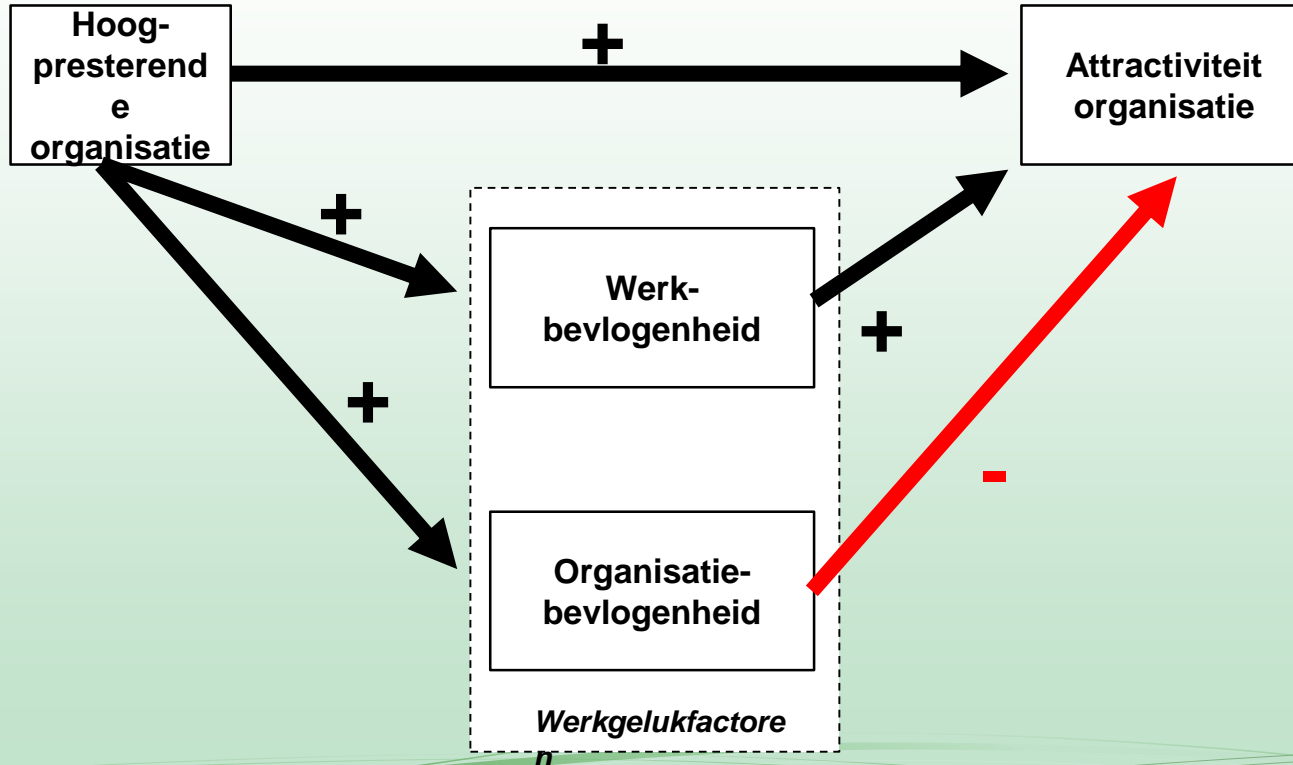 Hoog-
presterend
e
organisatie
+
Attractiviteit
organisatie
+
Werk-
bevlogenheid
+
+
Organisatie-
bevlogenheid
-
Werkgelukfactore
n